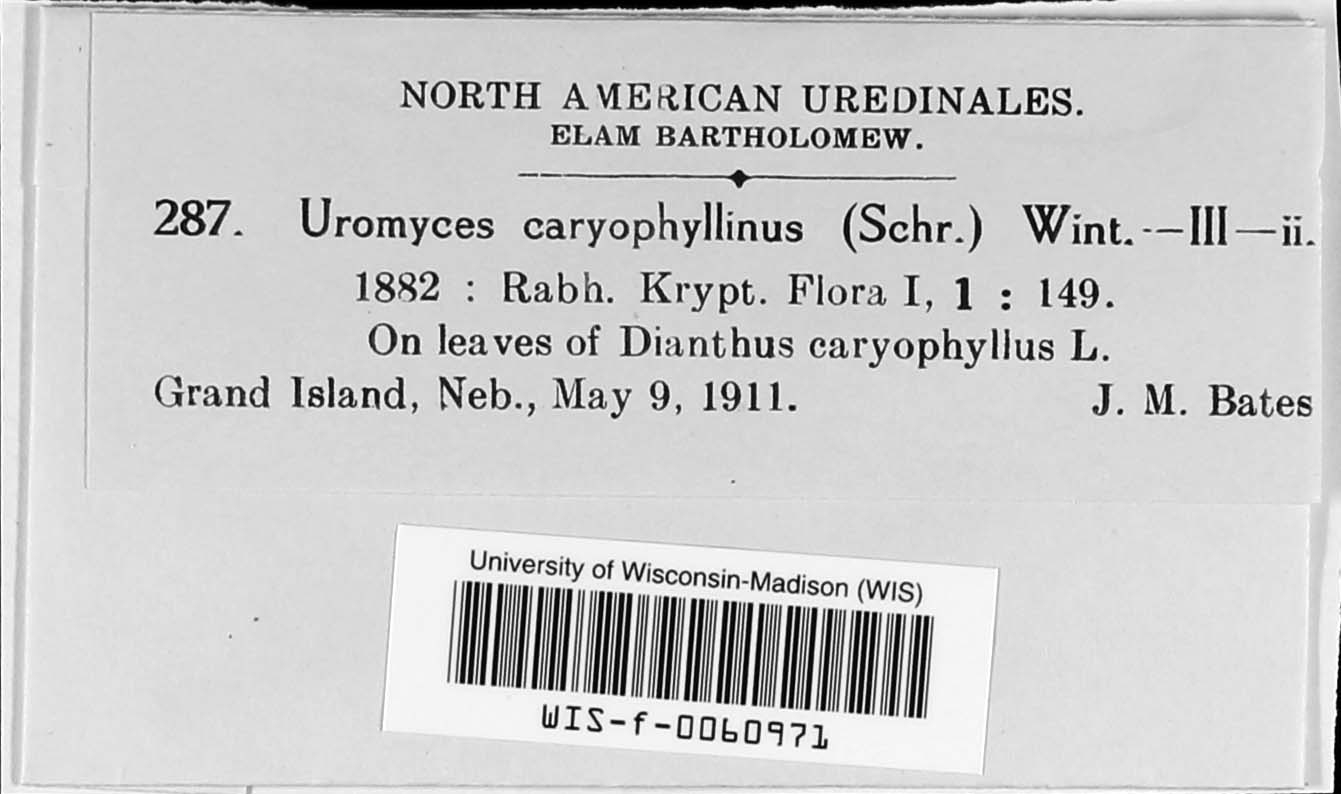 NORTH AMERICAN UREDINALES.
ELAM BARTHOLOMEW.
287. Uromyces caryophyllinus (Schr.) Wint.—III—ii.
1882 : Rabh. Krypt. Flora I, 1 : 149.
On leaves of Dianthus caryophyllus L.
Grand Island, Neb., May 9, 1911. J. M. Bates
University of Wisconsin-Madison (WIS)
WIS-f-0060971